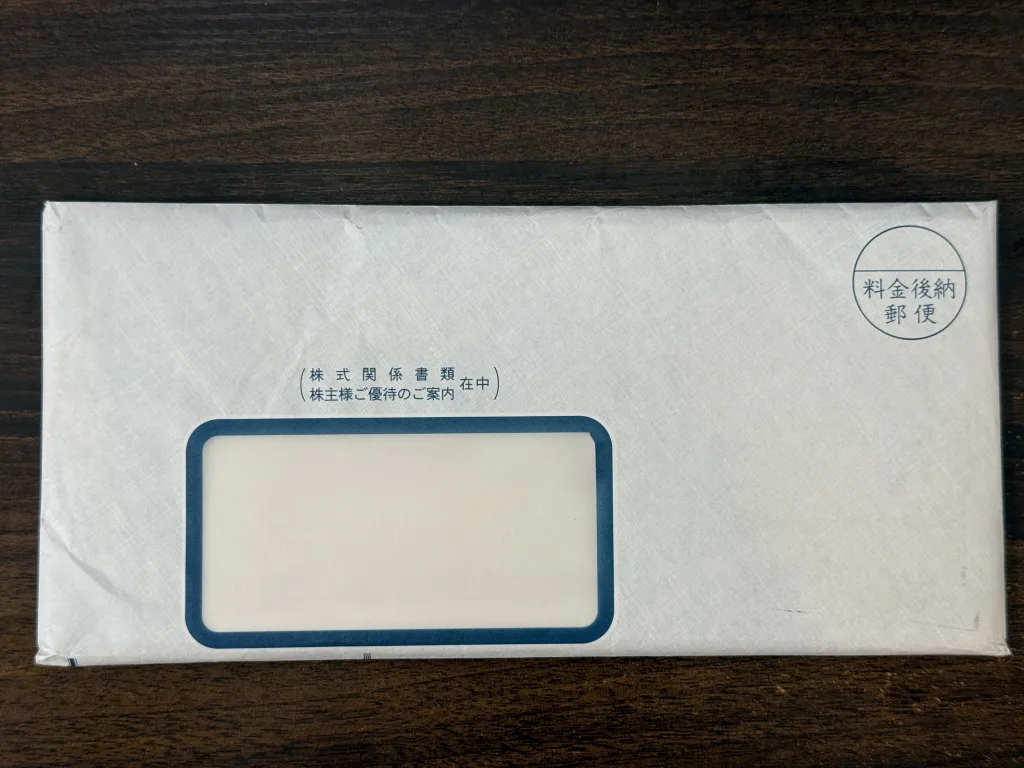 料金後納
郵便
株式関係書類
株主様ご優待のご案内
在中